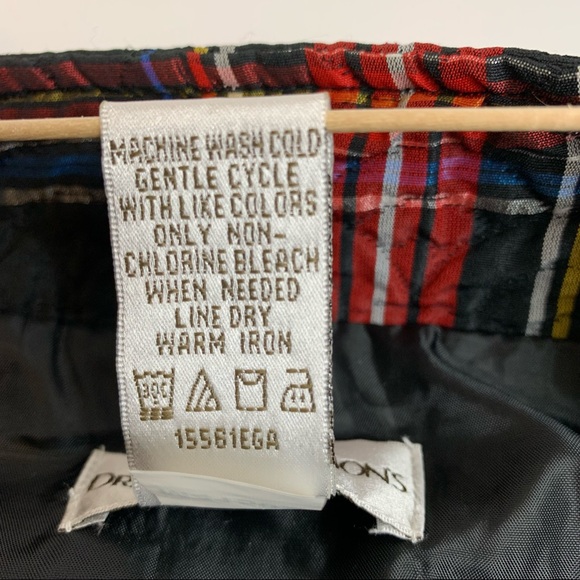 MACHINE WASH COLD
GENTLE CYCLE
WITH LIKE COLORS
ONLY NON-
CHLORINE BLEACH
WHEN NEEDED
LINE DRY
WARM IRON
15561EGA